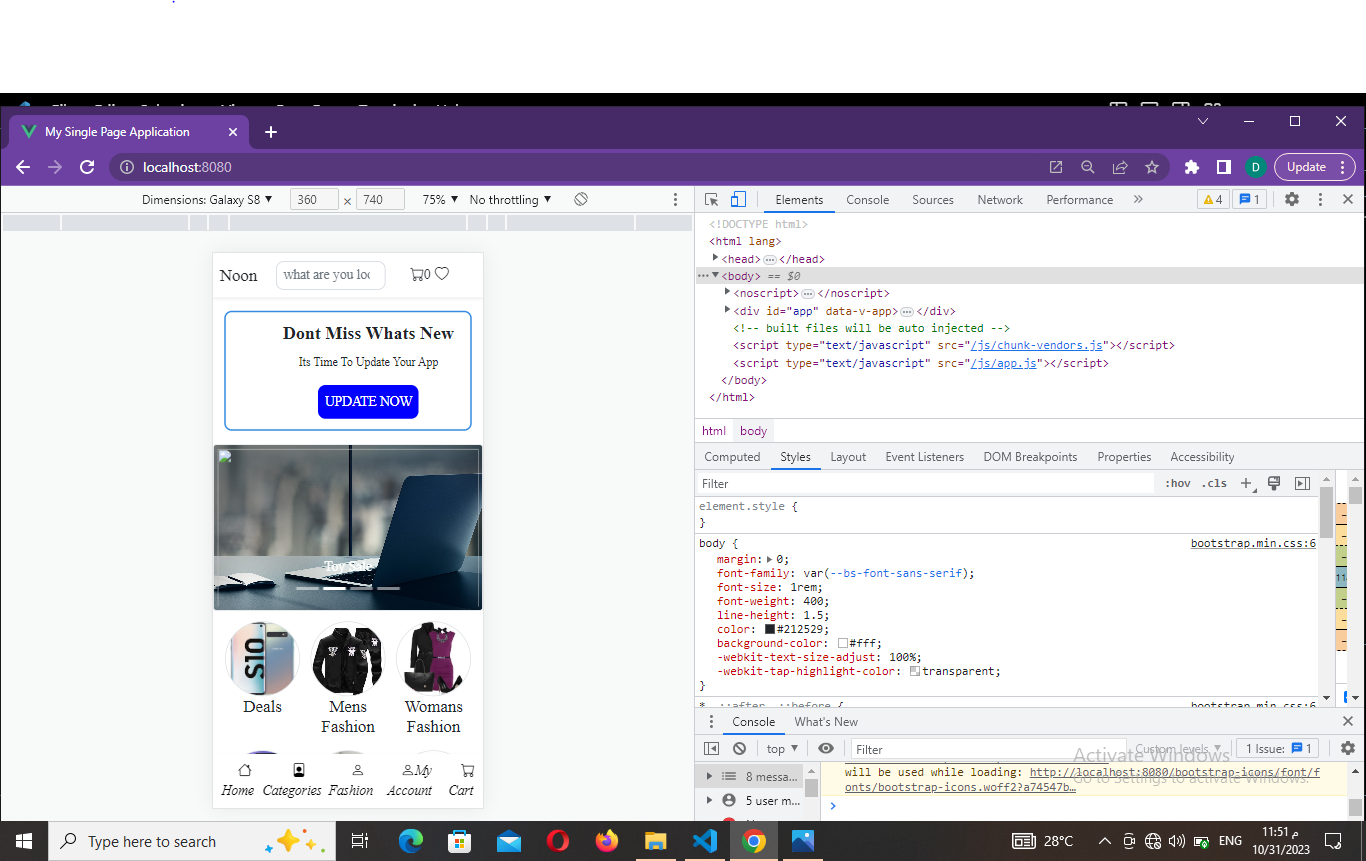 My Single Page Application
localhost:8080
Update
D
Dimensions: Galaxy S8 ▼ 360 × 740 75% ▼ No throttling ▼
Noon what are you loo 0
Dont Miss Whats New
Its Time To Update Your App
UPDATE NOW
Toy Sale
S10
Deals
Mens
Fashion
Womans
Fashion
Home Categories Fashion My Account Cart
Elements Console Sources Network Performance » 4 1
<!DOCTYPE html>
<html lang>
<head> … </head>
<body> == $0
<noscript> … </noscript>
<div id="app" data-v-app> … </div>
<!-- built files will be auto injected -->
<script type="text/javascript" src="/js/chunk-vendors.js"></script>
<script type="text/javascript" src="/js/app.js"></script>
</body>
</html>
html body
Computed Styles Layout Event Listeners DOM Breakpoints Properties Accessibility
Filter :hov .cls +
element.style {
}
body { bootstrap.min.css:6
margin: 0;
font-family: var(--bs-font-sans-serif);
font-size: 1rem;
font-weight: 400;
line-height: 1.5;
color: #212529;
background-color: #fff;
-webkit-text-size-adjust: 100%;
-webkit-tap-highlight-color: transparent;
}
*, ::after, ::before { bootstrap.min.css:6
Console What's New
top ▼ Filter Custom levels ▼ 1 Issue: 1
8 messa...
5 user m...
will be used while loading: http://localhost:8080/bootstrap-icons/font/f
onts/bootstrap-icons.woff2?a74547b…
Activate Windows
Go to Settings to activate Windows.
Type here to search
28°C
ENG
11:51 م
10/31/2023